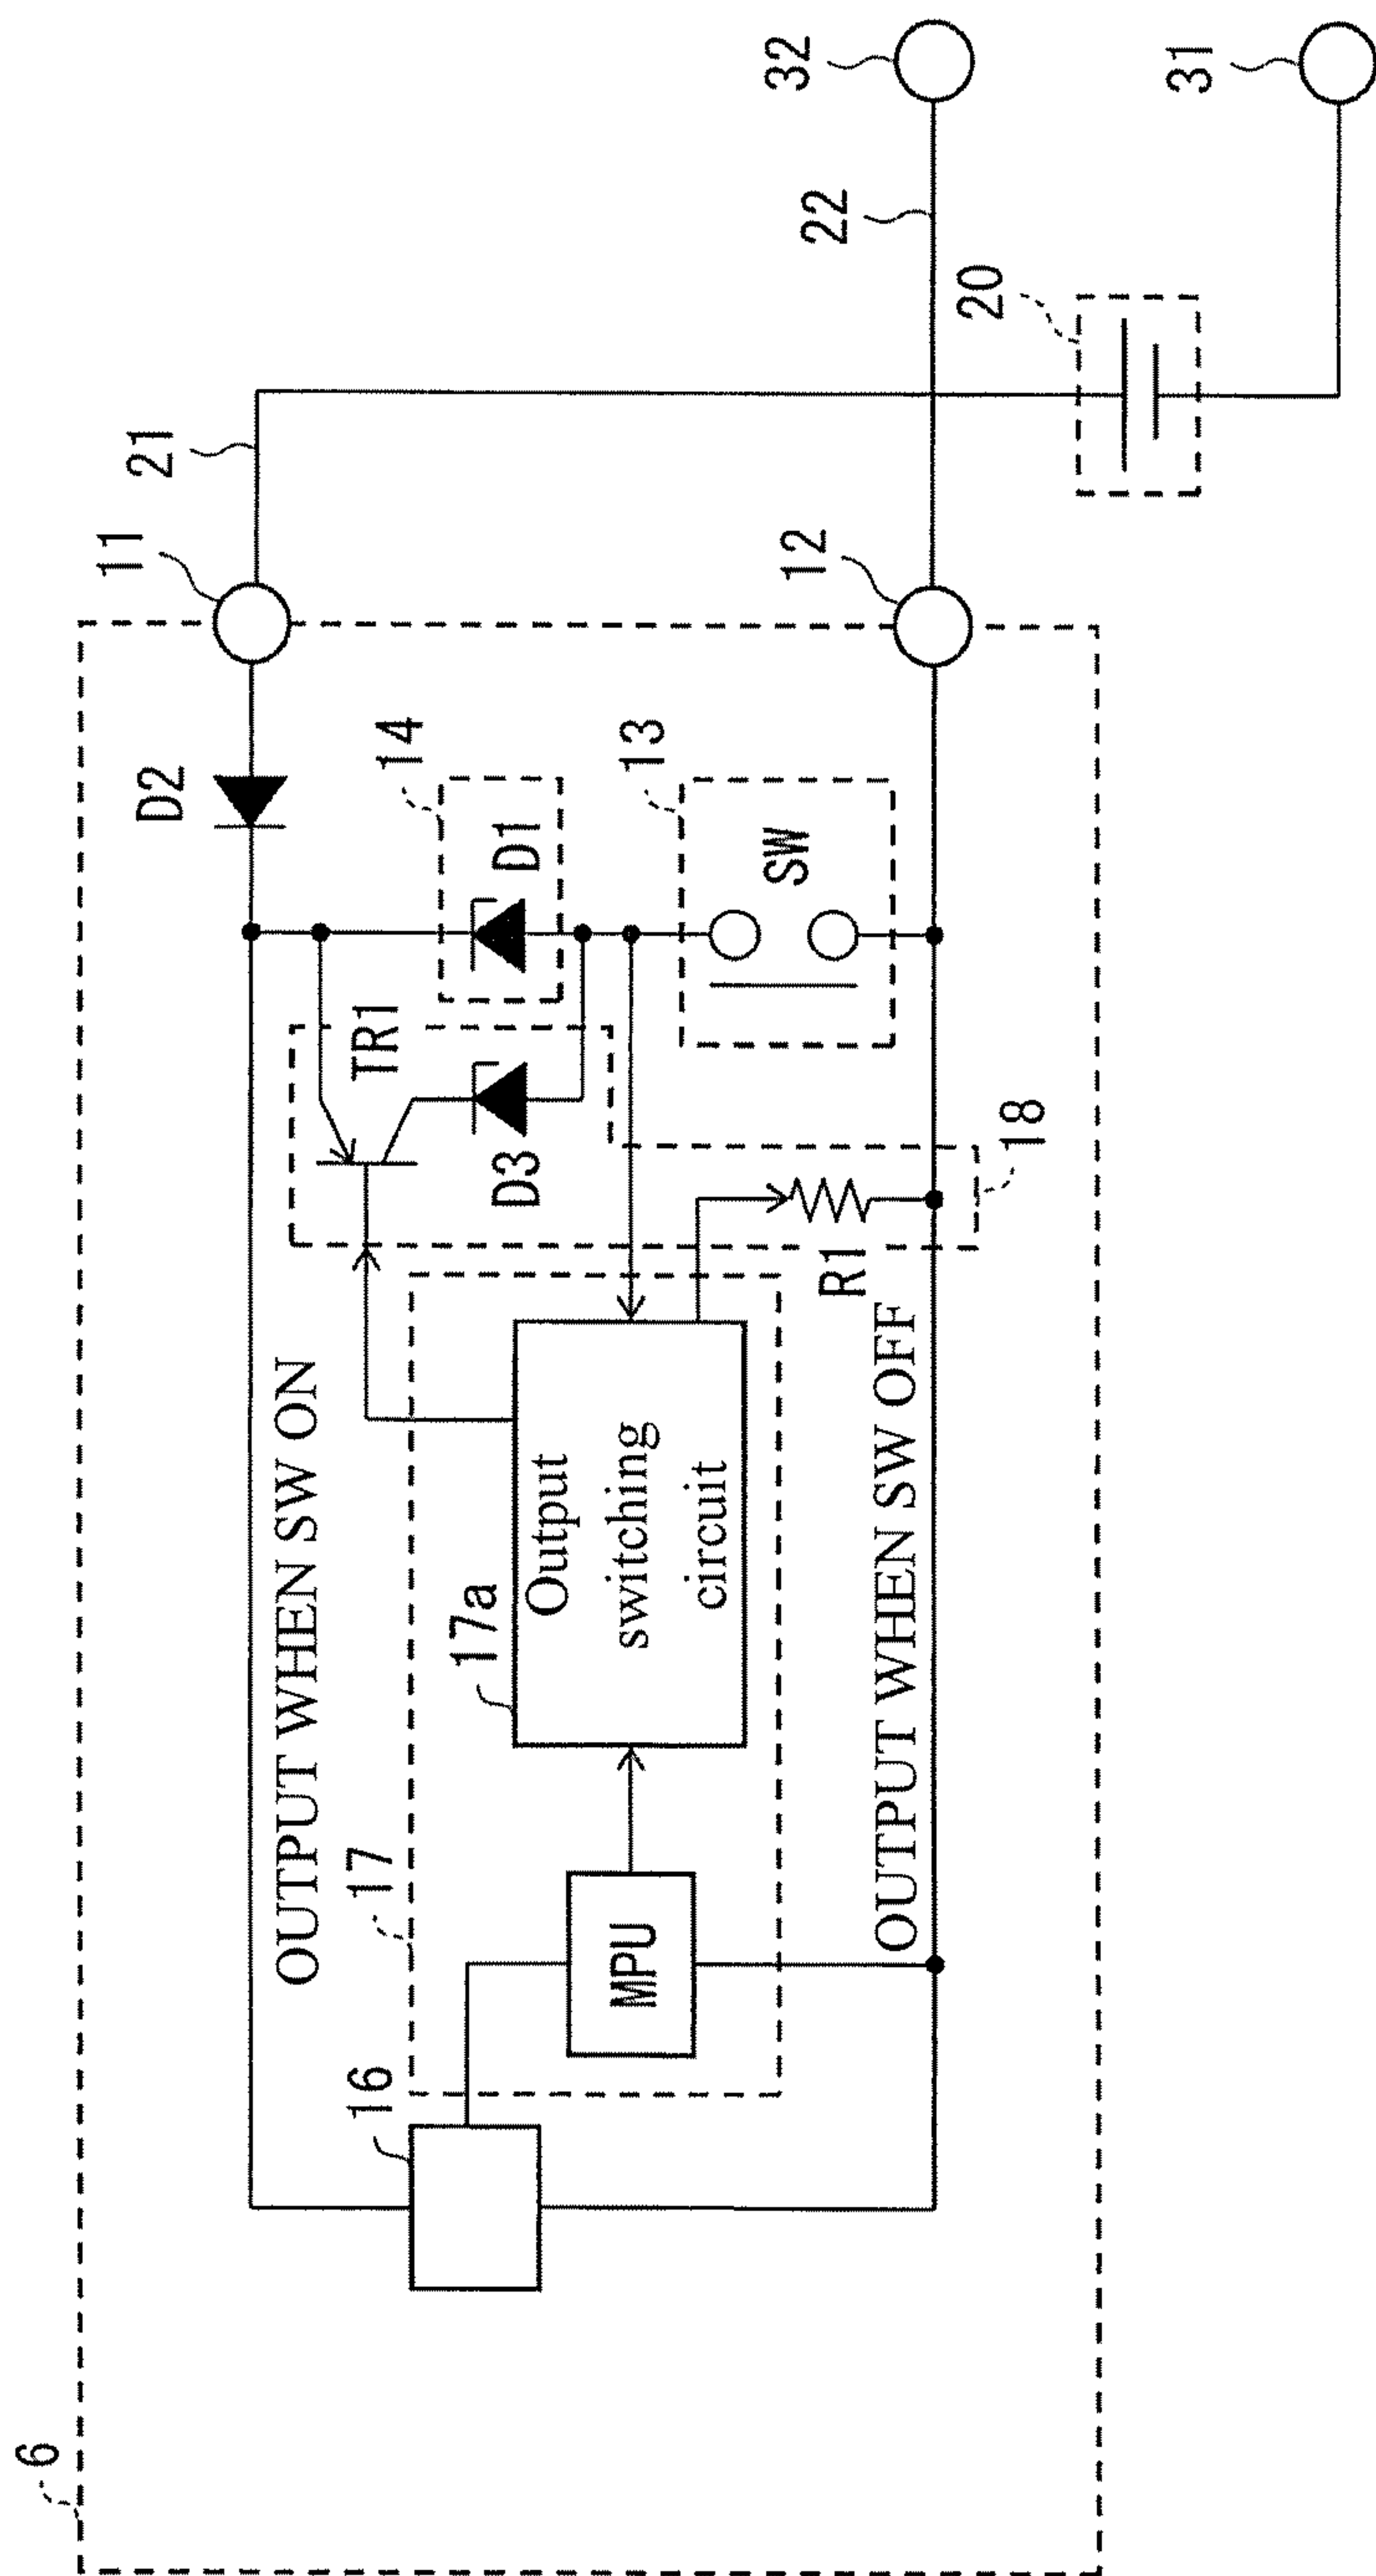 6
11
21
D2
14
D1
13
SW
12
22
32
20
31
TR1
D3
18
R1
OUTPUT WHEN SW ON
17
17a
Output
switching
circuit
MPU
16
OUTPUT WHEN SW OFF